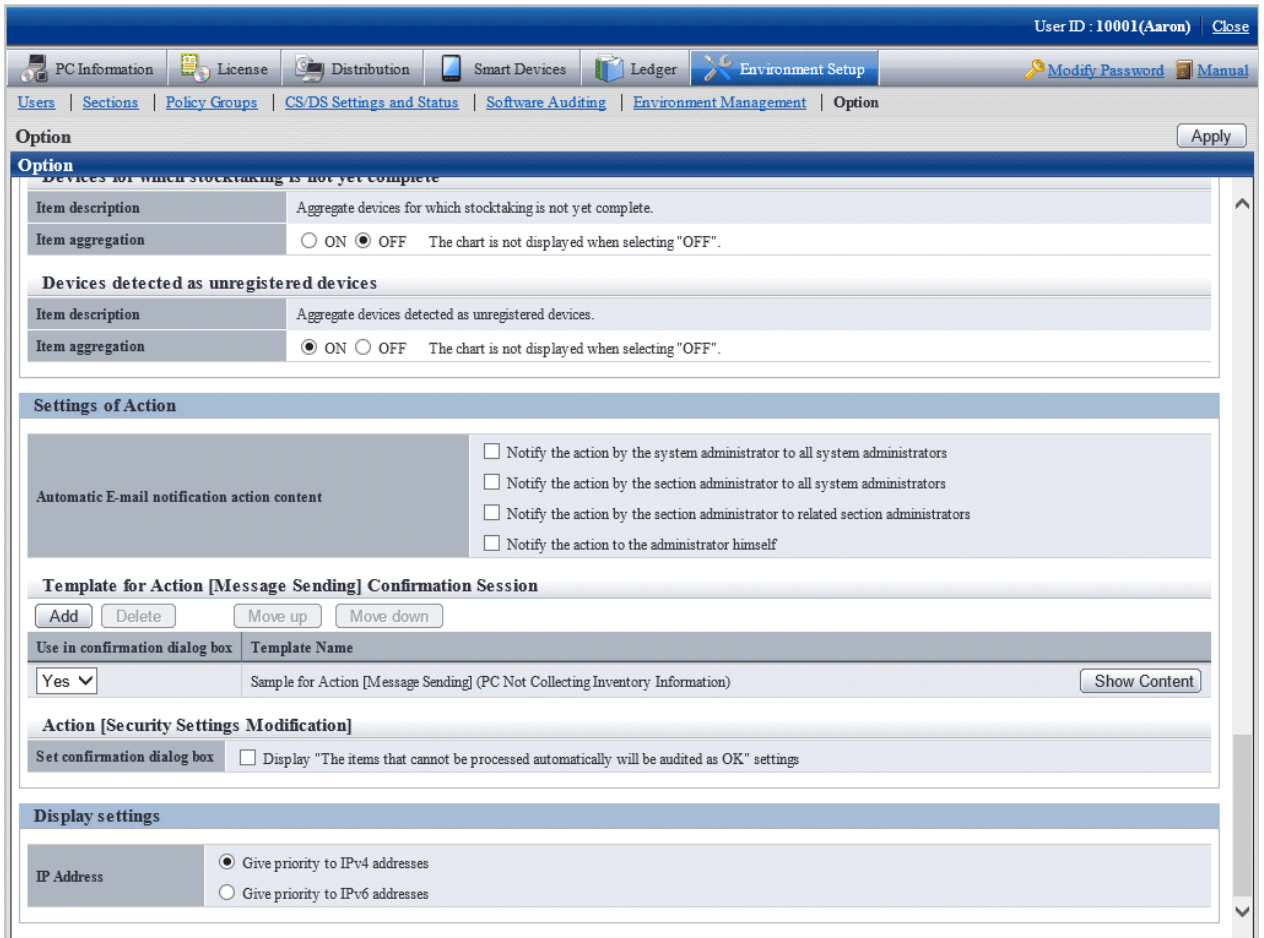 User ID : 10001(Aaron) Close
PC Information License Distribution Smart Devices Ledger Environment Setup Modify Password Manual
Users | Sections | Policy Groups | CS/DS Settings and Status | Software Auditing | Environment Management | Option
Option Apply
Option
Devices for which stocktaking is not yet complete
Item description Aggregate devices for which stocktaking is not yet complete.
Item aggregation ON OFF The chart is not displayed when selecting "OFF".
Devices detected as unregistered devices
Item description Aggregate devices detected as unregistered devices.
Item aggregation ON OFF The chart is not displayed when selecting "OFF".
Settings of Action
Automatic E-mail notification action content
Notify the action by the system administrator to all system administrators
Notify the action by the section administrator to all system administrators
Notify the action by the section administrator to related section administrators
Notify the action to the administrator himself
Template for Action [Message Sending] Confirmation Session
Add Delete Move up Move down
Use in confirmation dialog box Template Name
Yes Sample for Action [Message Sending] (PC Not Collecting Inventory Information) Show Content
Action [Security Settings Modification]
Set confirmation dialog box Display "The items that cannot be processed automatically will be audited as OK" settings
Display settings
IP Address
Give priority to IPv4 addresses
Give priority to IPv6 addresses